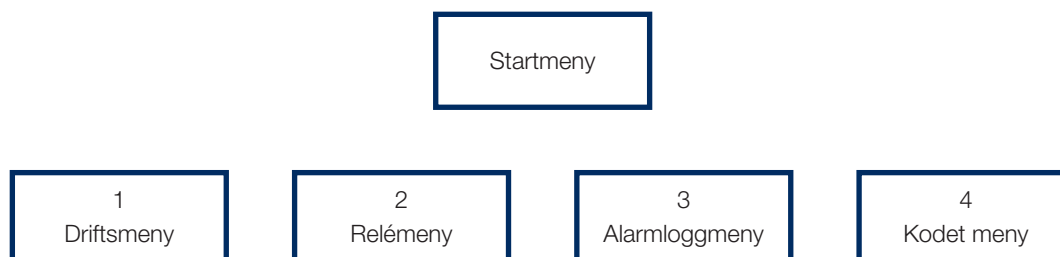 Startmeny
1
Driftsmeny
2
Relémeny
3
Alarmloggmeny
4
Kodet meny